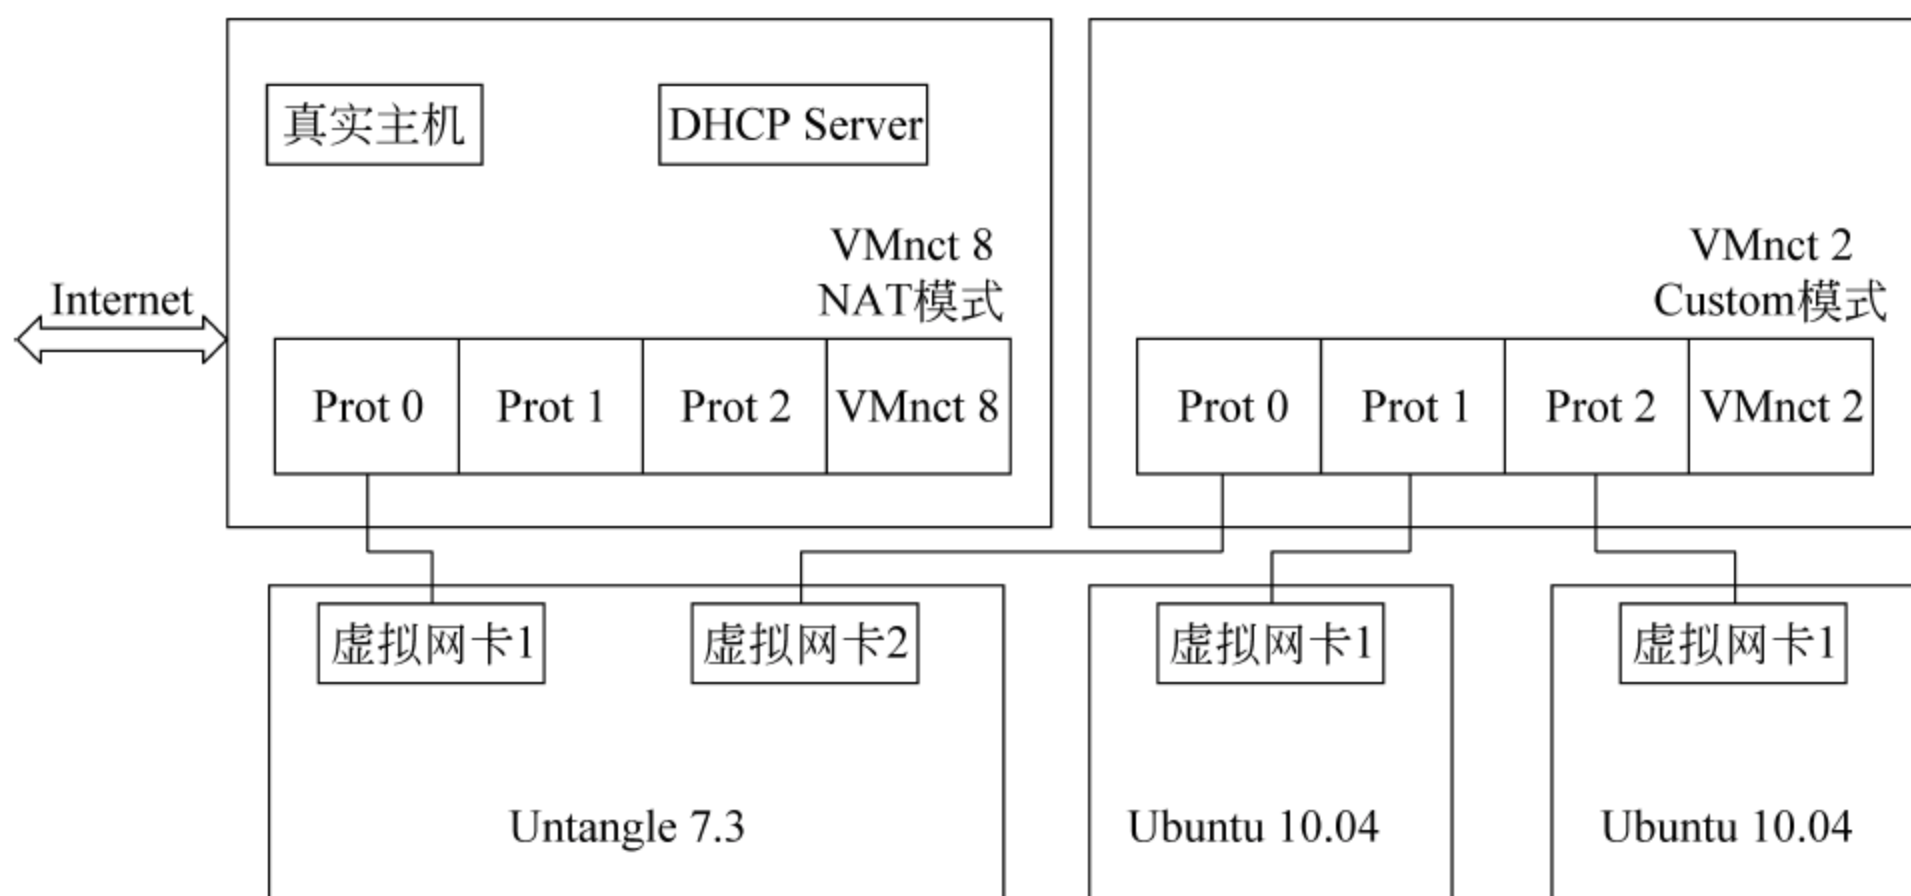 真实主机
DHCP Server
VMnct 8
NAT模式
Internet
Prot 0
Prot 1
Prot 2
VMnct 8
VMnct 2
Custom模式
Prot 0
Prot 1
Prot 2
VMnct 2
虚拟网卡1
虚拟网卡2
Untangle 7.3
虚拟网卡1
Ubuntu 10.04
虚拟网卡1
Ubuntu 10.04